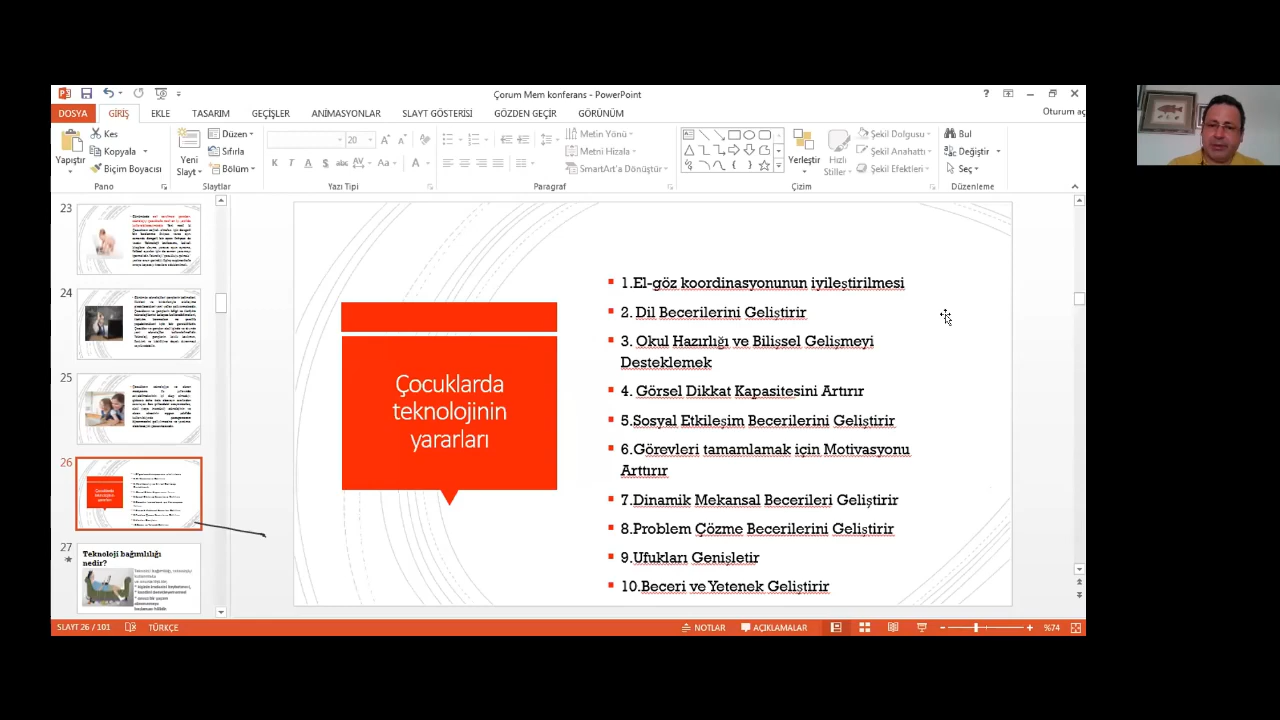 Çorum Mem konferans - PowerPoint
DOSYA GİRİŞ EKLE TASARIM GEÇİŞLER ANİMASYONLAR SLAYT GÖSTERİSİ GÖZDEN GEÇİR GÖRÜNÜM Oturum aç
Yapıştır
Kes
Kopyala
Biçim Boyacısı
Pano
Yeni
Slayt
Düzen
Sıfırla
Bölüm
Slaytlar
20
Yazı Tipi
Metin Yönü
Metni Hizala
SmartArt'a Dönüştür
Paragraf
Yerleştir
Hızlı
Stiller
Şekil Dolgusu
Şekil Anahattı
Şekil Efektleri
Çizim
Bul
Değiştir
Seç
Düzenleme
23
24
25
26
27
Teknoloji bağımlılığı
nedir?
Çocuklarda
teknolojinin
yararları
1.El-göz koordinasyonunun iyileştirilmesi
2. Dil Becerilerini Geliştirir
3. Okul Hazırlığı ve Bilişsel Gelişmeyi
Desteklemek
4. Görsel Dikkat Kapasitesini Artırır
5.Sosyal Etkileşim Becerilerini Geliştirir
6.Görevleri tamamlamak için Motivasyonu
Arttırır
7.Dinamik Mekansal Becerileri Geliştirir
8.Problem Çözme Becerilerini Geliştirir
9.Ufukları Genişletir
10.Beceri ve Yetenek Geliştirir
SLAYT 26 / 101 TÜRKÇE NOTLAR AÇIKLAMALAR %74